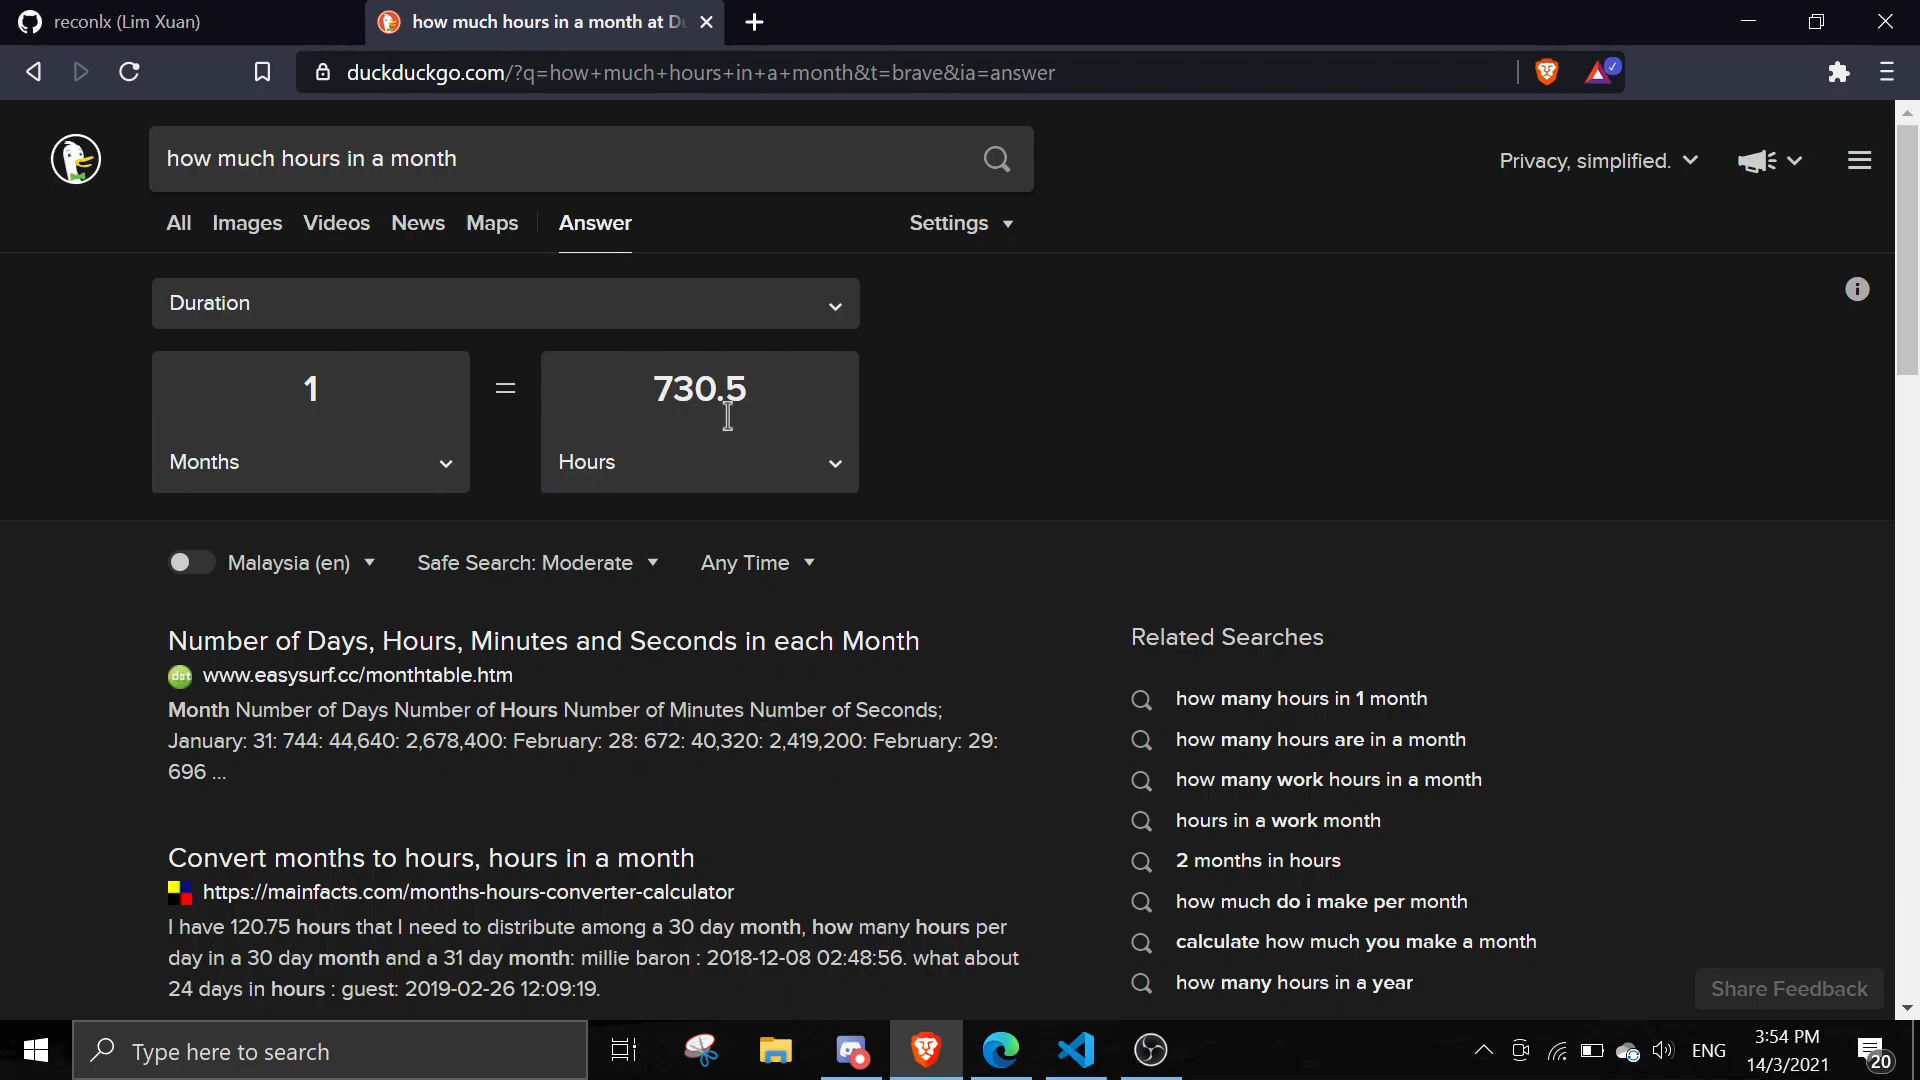 reconlx (Lim Xuan)
how much hours in a month at D
duckduckgo.com/?q=how+much+hours+in+a+month&t=brave&ia=answer
how much hours in a month
Privacy, simplified.
All Images Videos News Maps Answer Settings
Duration
1 = 730.5
Months Hours
Malaysia (en) Safe Search: Moderate Any Time
Number of Days, Hours, Minutes and Seconds in each Month
dot www.easysurf.cc/monthtable.htm
Month Number of Days Number of Hours Number of Minutes Number of Seconds;
January: 31: 744: 44,640: 2,678,400: February: 28: 672: 40,320: 2,419,200: February: 29:
696 ...
Convert months to hours, hours in a month
https://mainfacts.com/months-hours-converter-calculator
I have 120.75 hours that I need to distribute among a 30 day month, how many hours per
day in a 30 day month and a 31 day month: millie baron : 2018-12-08 02:48:56. what about
24 days in hours : guest: 2019-02-26 12:09:19.
Related Searches
how many hours in 1 month
how many hours are in a month
how many work hours in a month
hours in a work month
2 months in hours
how much do i make per month
calculate how much you make a month
how many hours in a year
Share Feedback
Type here to search
ENG
3:54 PM
14/3/2021
20